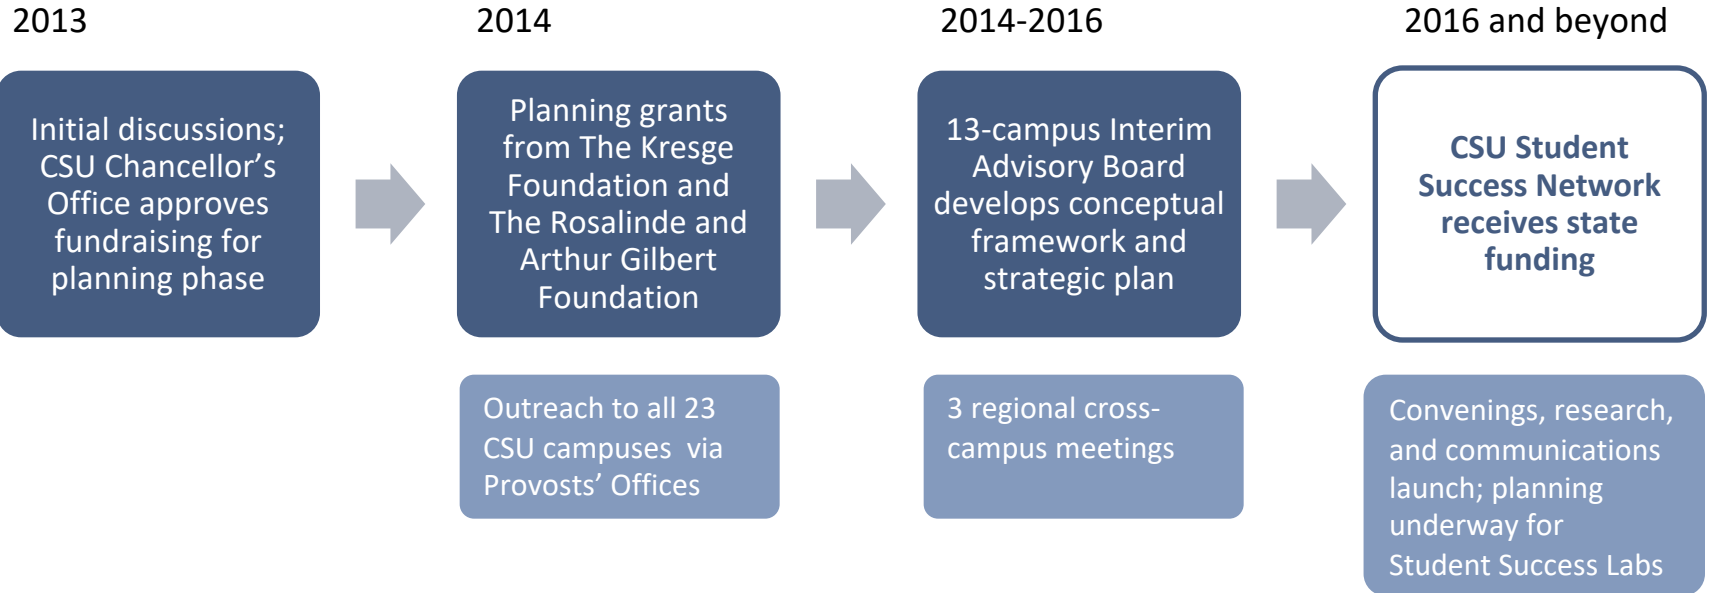 2013
2014
2014-2016
2016 and beyond
Initial discussions;
CSU Chancellor’s
Office approves
fundraising for
planning phase
Planning grants
from The Kresge
Foundation and
The Rosalinde and
Arthur Gilbert
Foundation
13-campus Interim
Advisory Board
develops conceptual
framework and
strategic plan
CSU Student
Success Network
receives state
funding
Outreach to all 23
CSU campuses via
Provosts’ Offices
3 regional cross-
campus meetings
Convenings, research,
and communications
launch; planning
underway for
Student Success Labs